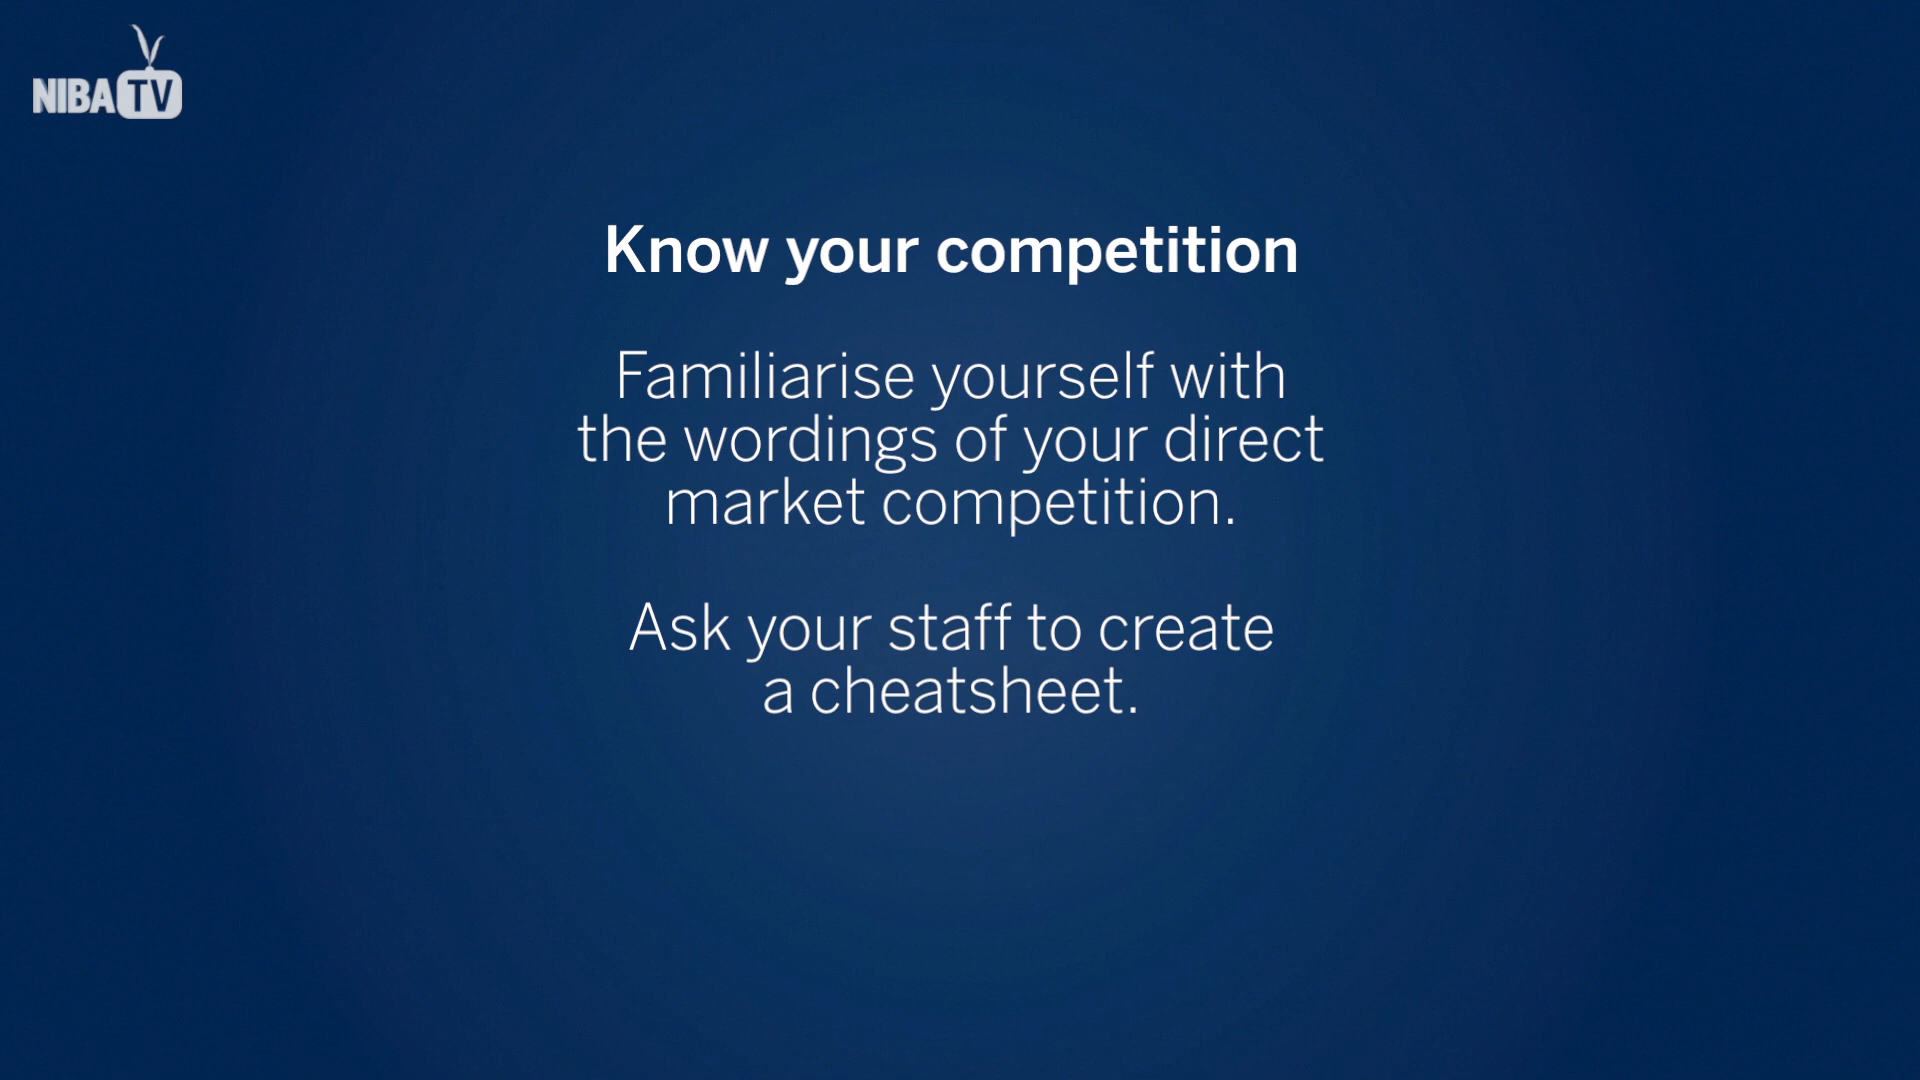 NIBA TV
Know your competition
Familiarise yourself with
the wordings of your direct
market competition.
Ask your staff to create
a cheatsheet.